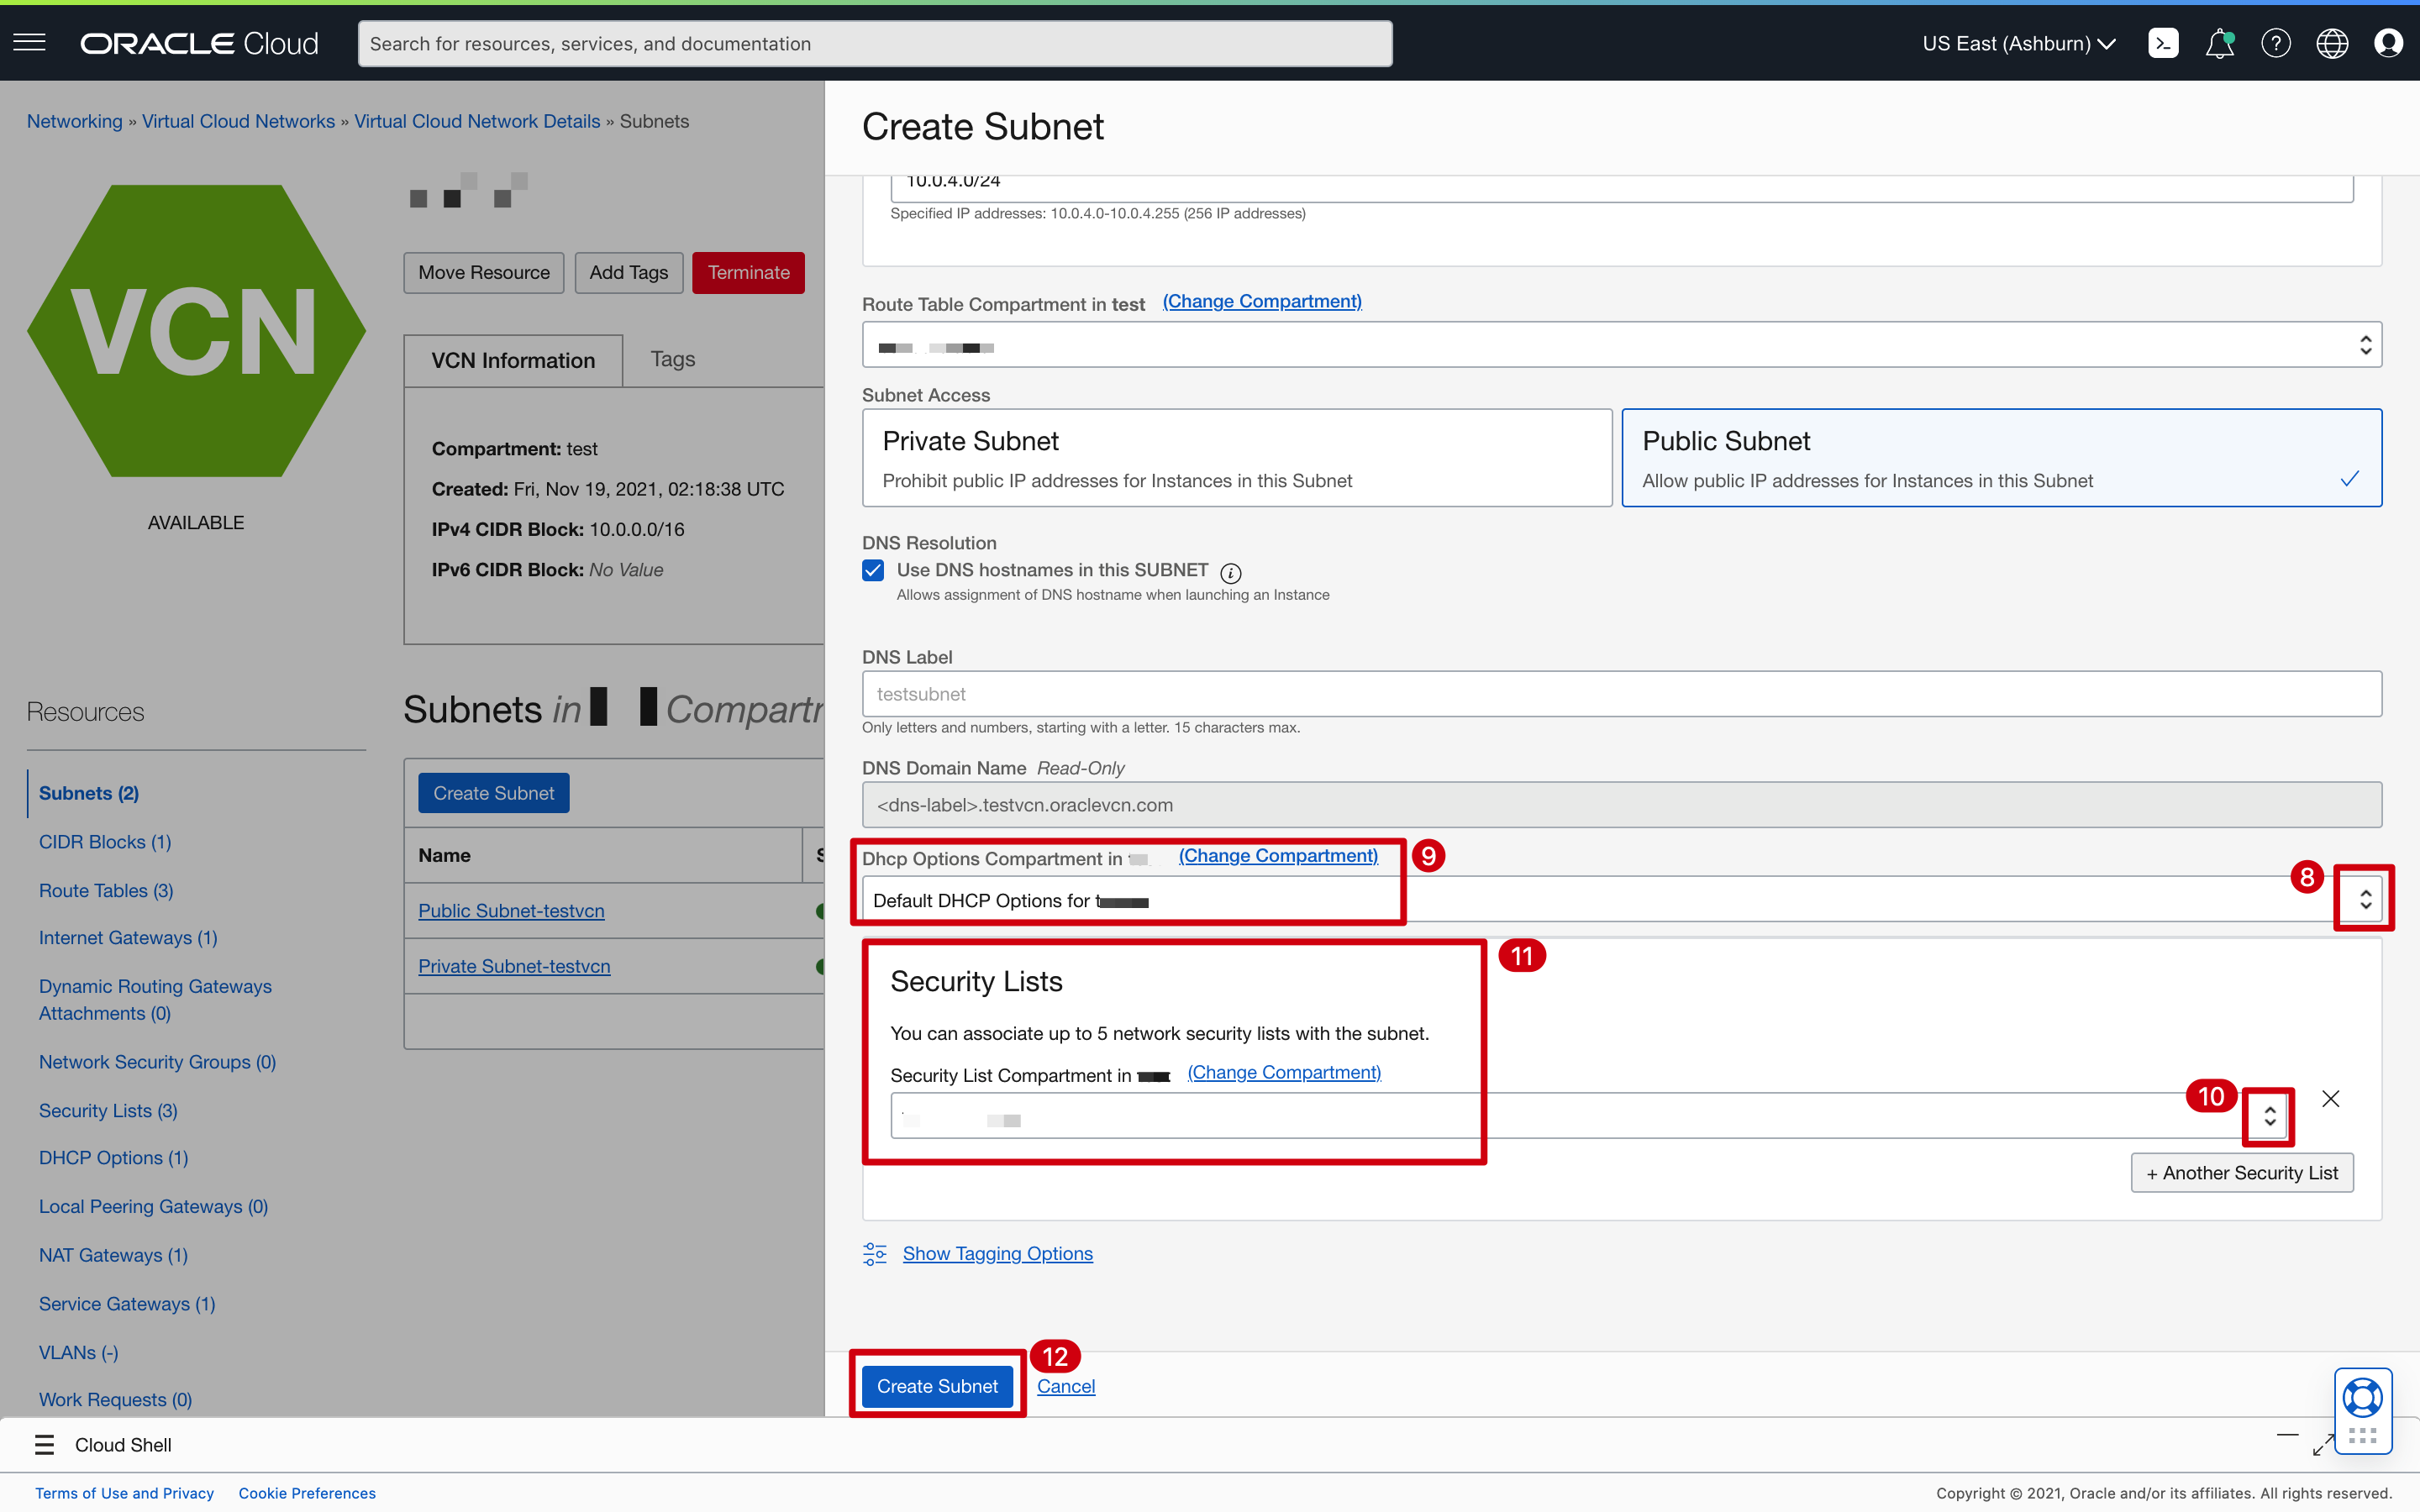 ORACLE Cloud
Search for resources, services, and documentation
US East (Ashburn)
Networking » Virtual Cloud Networks » Virtual Cloud Network Details » Subnets
VCN
AVAILABLE
Move Resource
Add Tags
Terminate
VCN Information
Tags
Compartment: test
Created: Fri, Nov 19, 2021, 02:18:38 UTC
IPv4 CIDR Block: 10.0.0.0/16
IPv6 CIDR Block: No Value
Resources
Subnets (2)
CIDR Blocks (1)
Route Tables (3)
Internet Gateways (1)
Dynamic Routing Gateways
Attachments (0)
Network Security Groups (0)
Security Lists (3)
DHCP Options (1)
Local Peering Gateways (0)
NAT Gateways (1)
Service Gateways (1)
VLANs (-)
Work Requests (0)
Subnets in Compartr
Create Subnet
Name
S
Public Subnet-testvcn
Private Subnet-testvcn
Create Subnet
10.0.4.0/24
Specified IP addresses: 10.0.4.0-10.0.4.255 (256 IP addresses)
Route Table Compartment in test (Change Compartment)
Subnet Access
Private Subnet
Prohibit public IP addresses for Instances in this Subnet
Public Subnet
Allow public IP addresses for Instances in this Subnet
DNS Resolution
Use DNS hostnames in this SUBNET
Allows assignment of DNS hostname when launching an Instance
DNS Label
testsubnet
Only letters and numbers, starting with a letter. 15 characters max.
DNS Domain Name Read-Only
<dns-label>.testvcn.oraclevcn.com
Dhcp Options Compartment in (Change Compartment)
9
Default DHCP Options for
8
11
Security Lists
You can associate up to 5 network security lists with the subnet.
Security List Compartment in (Change Compartment)
10
+ Another Security List
Show Tagging Options
12
Create Subnet
Cancel
Cloud Shell
Terms of Use and Privacy
Cookie Preferences
Copyright © 2021, Oracle and/or its affiliates. All rights reserved.